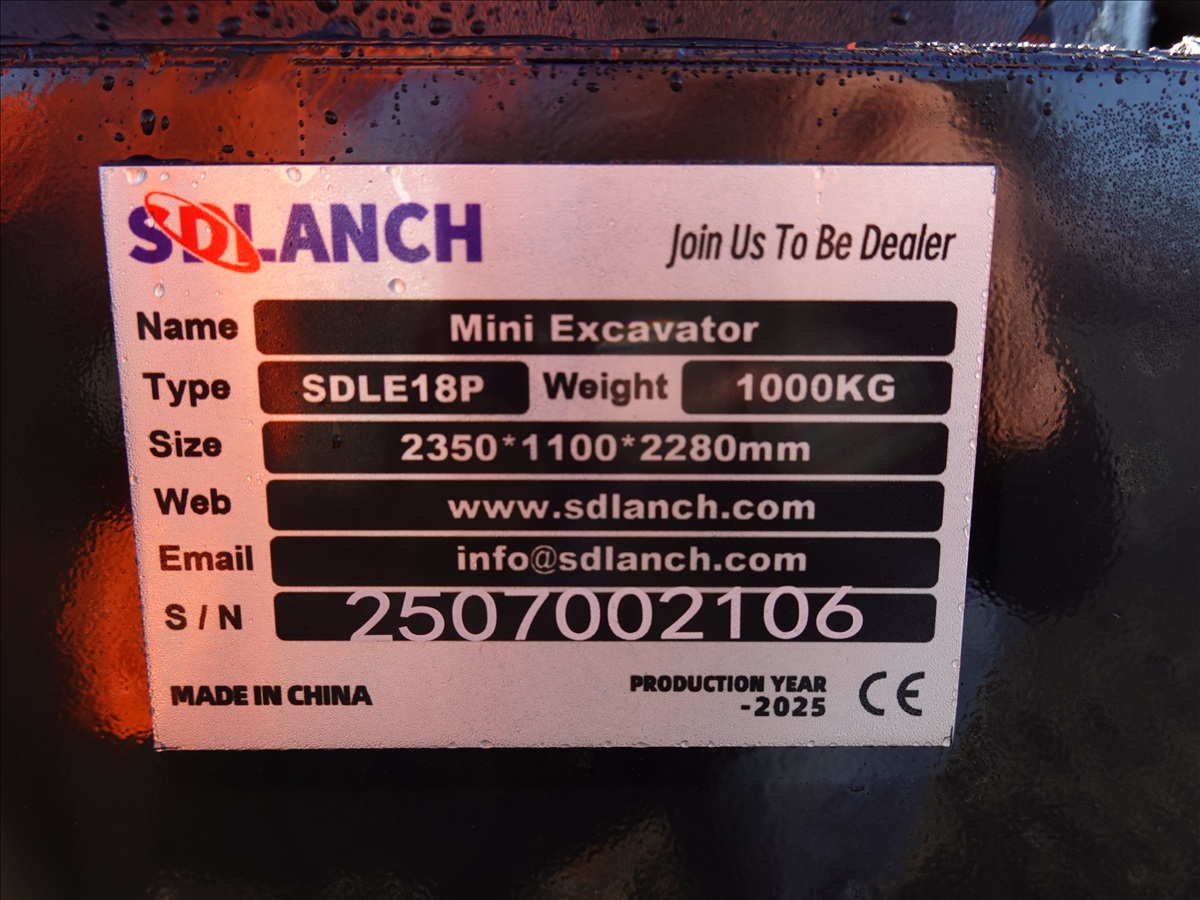 SDLANCH Join Us To Be Dealer
Name Mini Excavator
Type SDLE18P Weight 1000KG
Size 2350*1100*2280mm
Web www.sdlanch.com
Email info@sdlanch.com
S/N 2507002106
MADE IN CHINA PRODUCTION YEAR CE
-2025